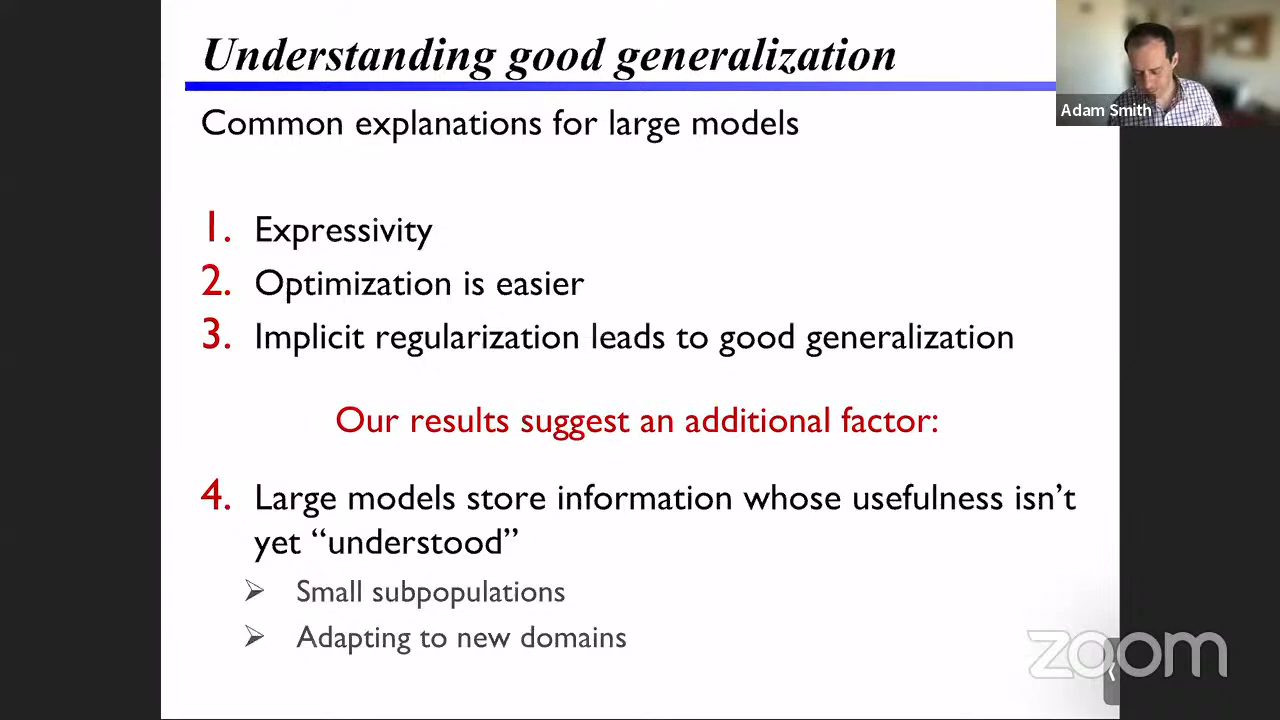 Understanding good generalization
Adam Smith
Common explanations for large models
1. Expressivity
2. Optimization is easier
3. Implicit regularization leads to good generalization
Our results suggest an additional factor:
4. Large models store information whose usefulness isn’t
yet “understood”
➢ Small subpopulations
➢ Adapting to new domains
zoom